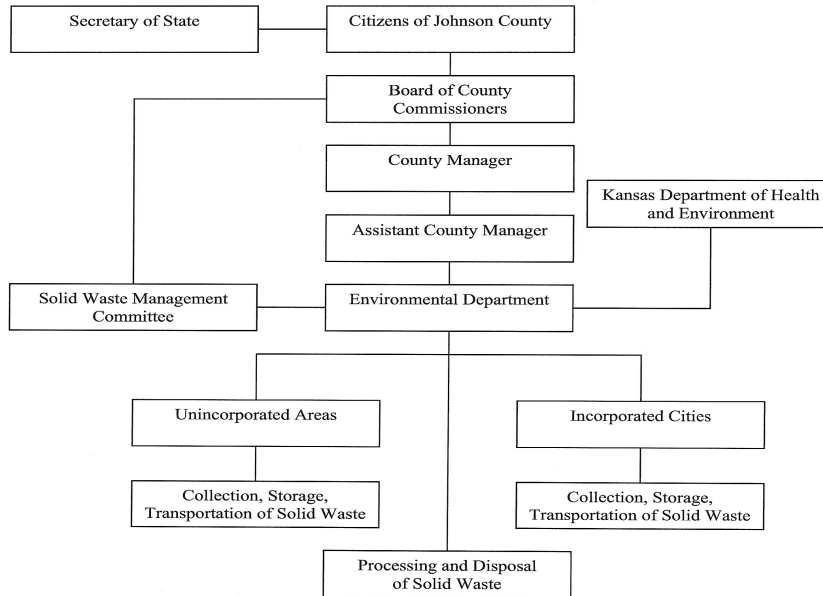 Secretary of State
Citizens of Johnson County
Board of County
Commissioners
County Manager
Kansas Department of Health
and Environment
Assistant County Manager
Solid Waste Management
Committee
Environmental Department
Unincorporated Areas
Incorporated Cities
Collection, Storage,
Transportation of Solid Waste
Collection, Storage,
Transportation of Solid Waste
Processing and Disposal
of Solid Waste